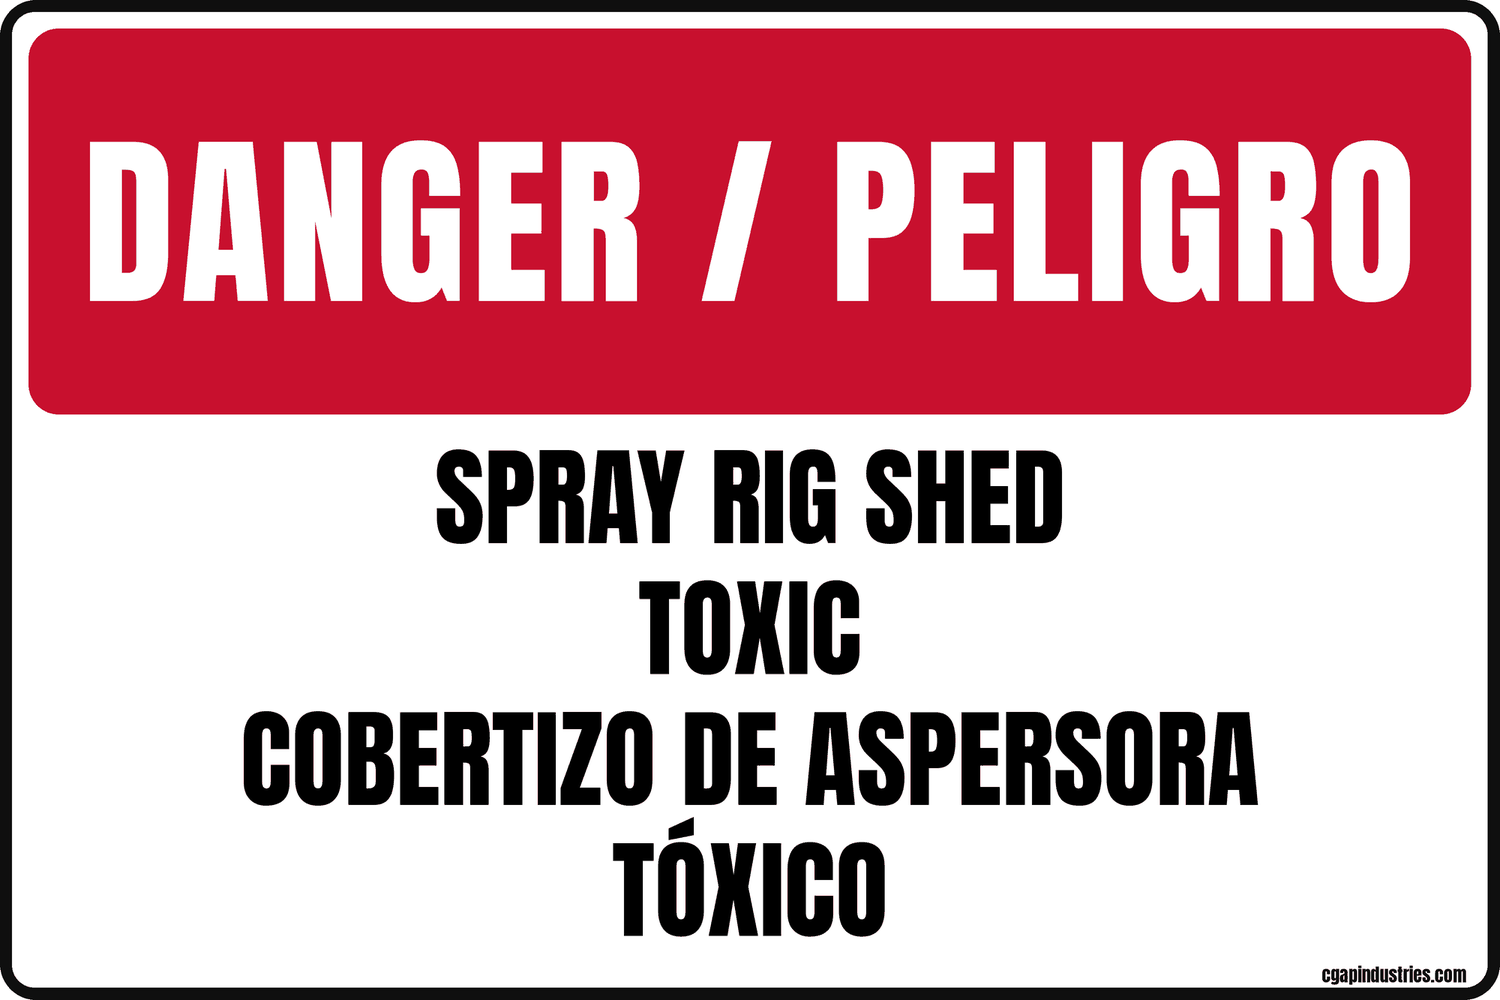 DANGER / PELIGRO
SPRAY RIG SHED
TOXIC
COBERTIZO DE ASPERSORA
TÓXICO
cgapindustries.com